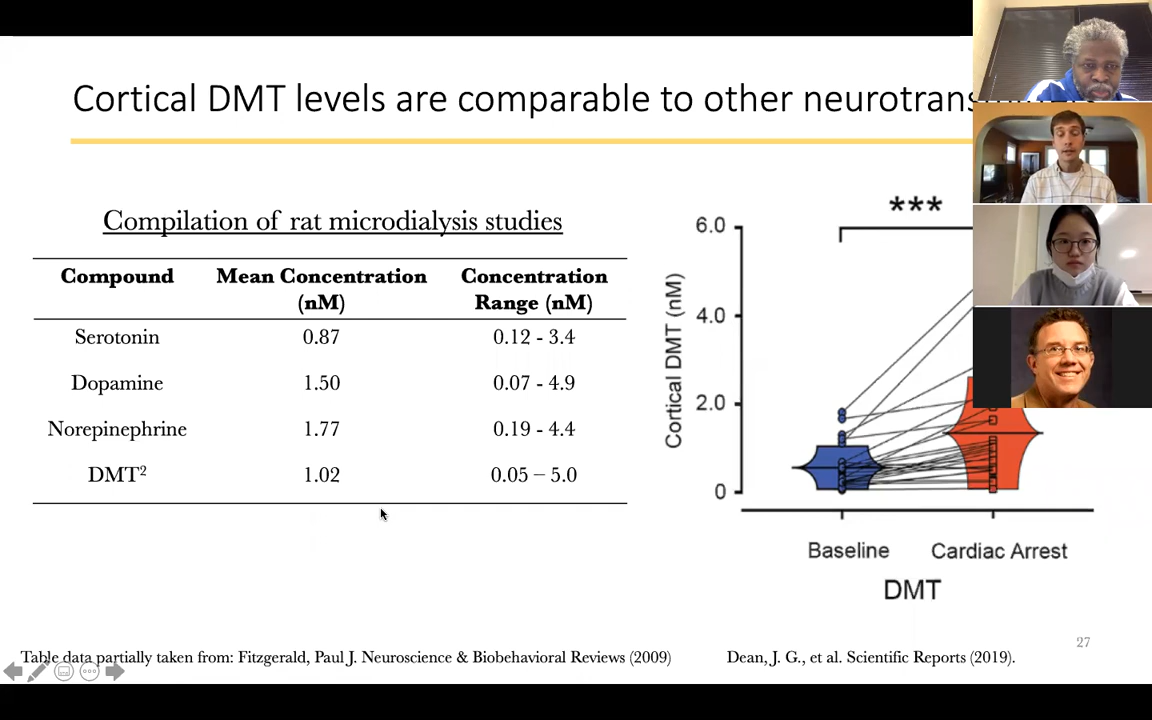 Cortical DMT levels are comparable to other
Compilation of rat microdialysis studies
Compound Mean Concentration (nM) Concentration Range (nM)
Serotonin 0.87 0.12 - 3.4
Dopamine 1.50 0.07 - 4.9
Norepinephrine 1.77 0.19 - 4.4
DMT² 1.02 0.05 – 5.0
***
Cortical DMT (nM)
6.0
4.0
2.0
0
Baseline Cardiac Arrest
DMT
27
Table data partially taken from: Fitzgerald, Paul J. Neuroscience & Biobehavioral Reviews (2009)
Dean, J. G., et al. Scientific Reports (2019).